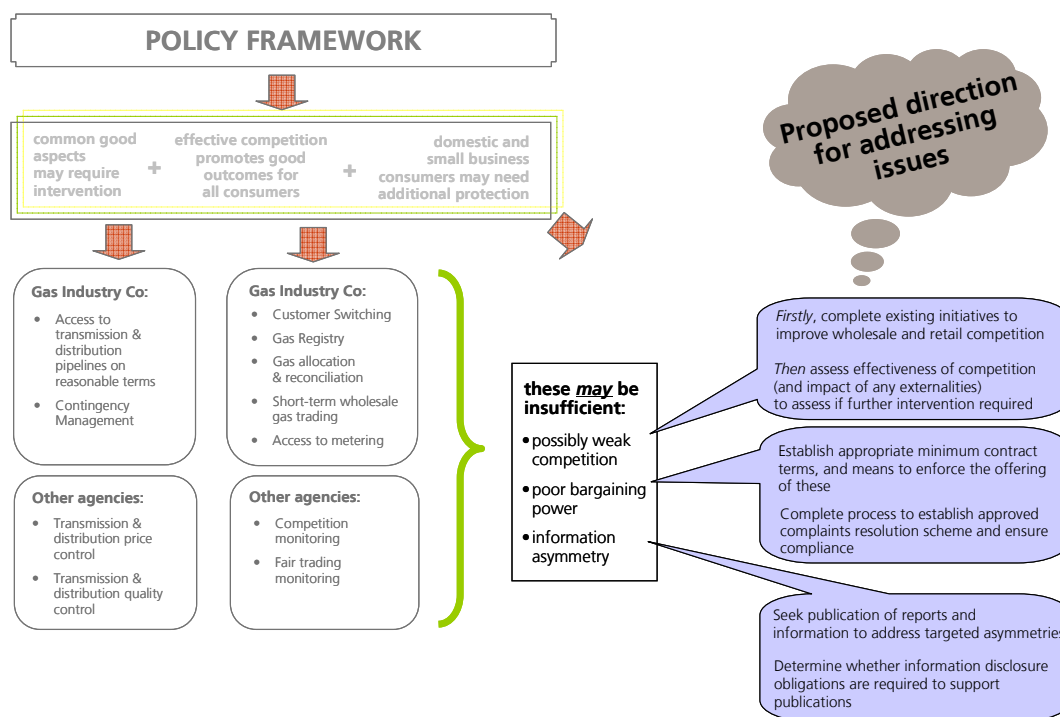 POLICY FRAMEWORK
common good
aspects
may require
intervention
+
effective competition
promotes good
outcomes for
all consumers
+
domestic and
small business
consumers may need
additional protection
Proposed direction
for addressing
issues
Gas Industry Co:
• Access to
transmission &
distribution
pipelines on
reasonable terms
• Contingency
Management
Gas Industry Co:
• Customer Switching
• Gas Registry
• Gas allocation
& reconciliation
• Short-term wholesale
gas trading
• Access to metering
Other agencies:
• Transmission &
distribution price
control
• Transmission &
distribution quality
control
Other agencies:
• Competition
monitoring
• Fair trading
monitoring
these may be
insufficient:
• possibly weak
competition
• poor bargaining
power
• information
asymmetry
Firstly, complete existing initiatives to
improve wholesale and retail competition
Then assess effectiveness of competition
(and impact of any externalities)
to assess if further intervention required
Establish appropriate minimum contract
terms, and means to enforce the offering
of these
Complete process to establish approved
complaints resolution scheme and ensure
compliance
Seek publication of reports and
information to address targeted asymmetries
Determine whether information disclosure
obligations are required to support
publications